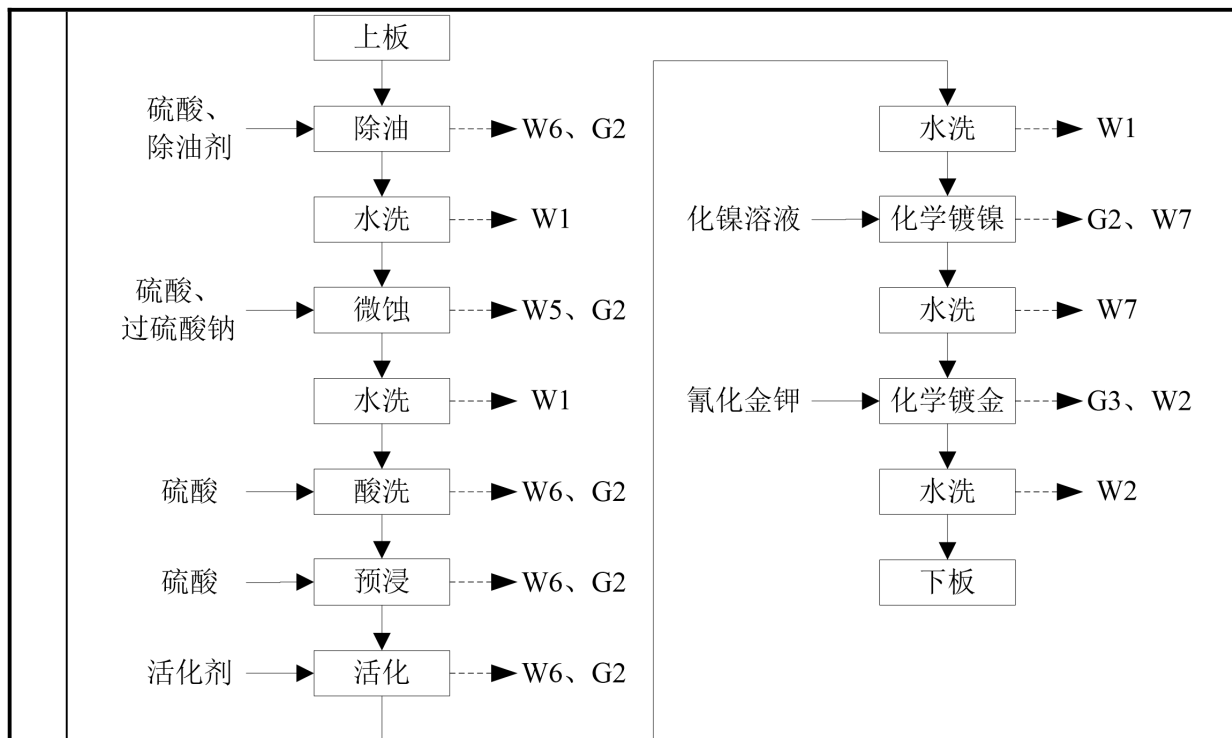 上板
硫酸、
除油剂
除油
W6、G2
水洗
W1
硫酸、
过硫酸钠
微蚀
W5、G2
水洗
W1
硫酸
酸洗
W6、G2
硫酸
预浸
W6、G2
活化剂
活化
W6、G2
水洗
W1
化镍溶液
化学镀镍
G2、W7
水洗
W7
氰化金钾
化学镀金
G3、W2
水洗
W2
下板